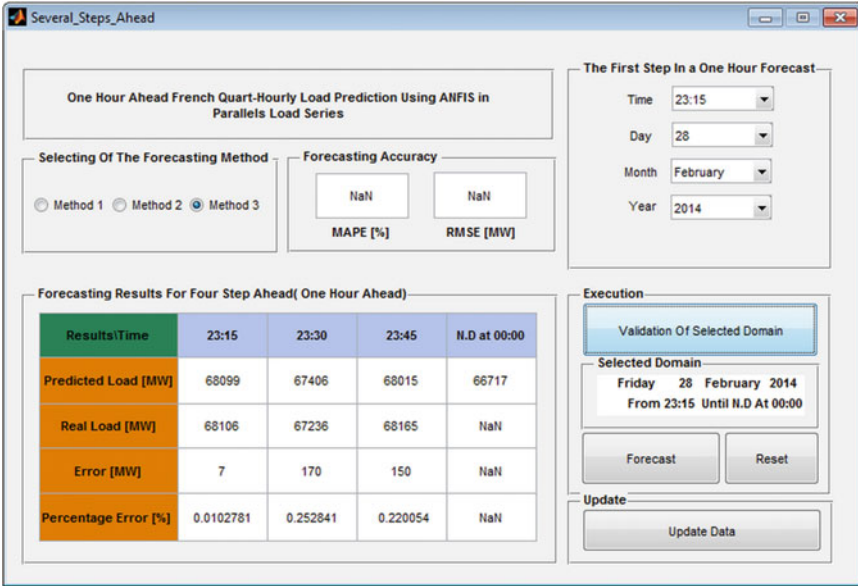 Several_Steps_Ahead
One Hour Ahead French Quart-Hourly Load Prediction Using ANFIS in
Parallels Load Series
The First Step In a One Hour Forecast
Time 23:15
Day 28
Month February
Year 2014
Selecting Of The Forecasting Method
Method 1 Method 2 Method 3
Forecasting Accuracy
NaN NaN
MAPE [%] RMSE [MW]
Forecasting Results For Four Step Ahead( One Hour Ahead)
Results\Time 23:15 23:30 23:45 N.D at 00:00
Predicted Load [MW] 68099 67406 68015 66717
Real Load [MW] 68106 67236 68165 NaN
Error [MW] 7 170 150 NaN
Percentage Error [%] 0.0102781 0.252841 0.220054 NaN
Execution
Validation Of Selected Domain
Selected Domain
Friday 28 February 2014
From 23:15 Until N.D At 00:00
Forecast Reset
Update
Update Data